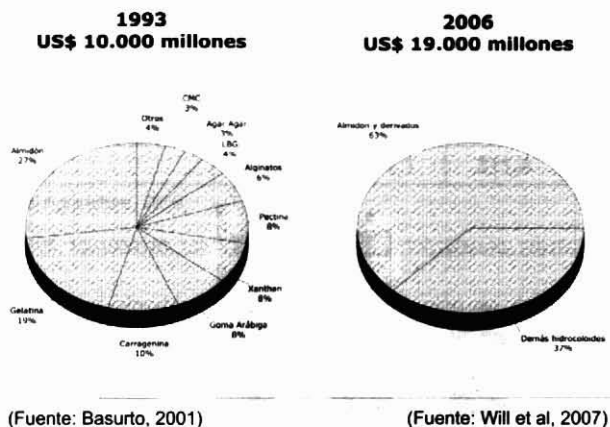 1993
US$ 10.000 millones
CMC
3%
Otros
4%
Agar Agar
3%
LBG
4%
Almidón
27%
Alginatos
6%
Pectina
8%
Xanthan
8%
Goma Arábiga
8%
Carragenina
10%
Gelatina
19%
(Fuente: Basurto, 2001)
2006
US$ 19.000 millones
Almidón y derivados
63%
Demás hidrocoloides
37%
(Fuente: Will et al, 2007)